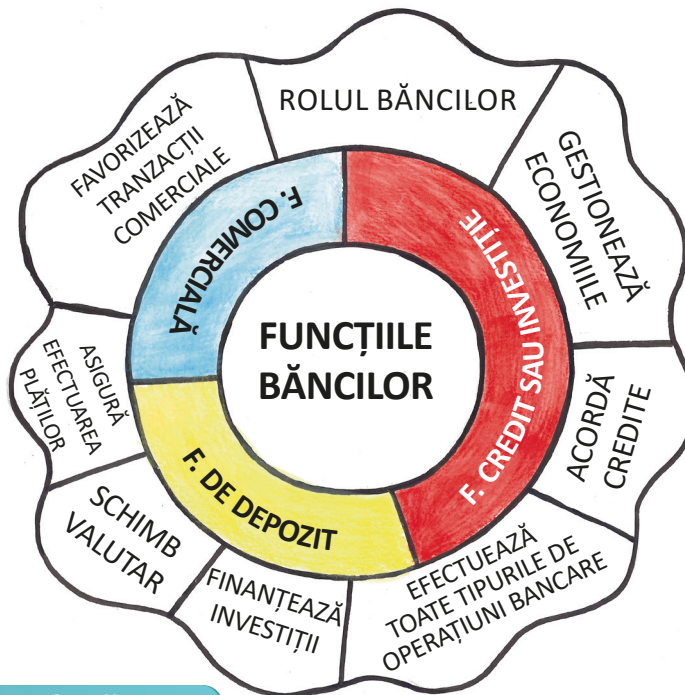 ROLUL BĂNCILOR
GESTIONEAZĂ
ECONOMIILE
ACORDĂ
CREDITE
EFECTUEAZĂ
TOATE TIPURILE DE
OPERAȚIUNI BANCARE
FINANȚEAZĂ
INVESTIȚII
SCHIMB
VALUTAR
ASIGURĂ
EFECTUAREA
PLĂȚILOR
FAVORIZEAZĂ
TRANZACȚII
COMERCIALE
F. COMERCIALĂ
F. CREDIT SAU INVESTIȚIE
F. DE DEPOZIT
FUNCȚIILE
BĂNCILOR